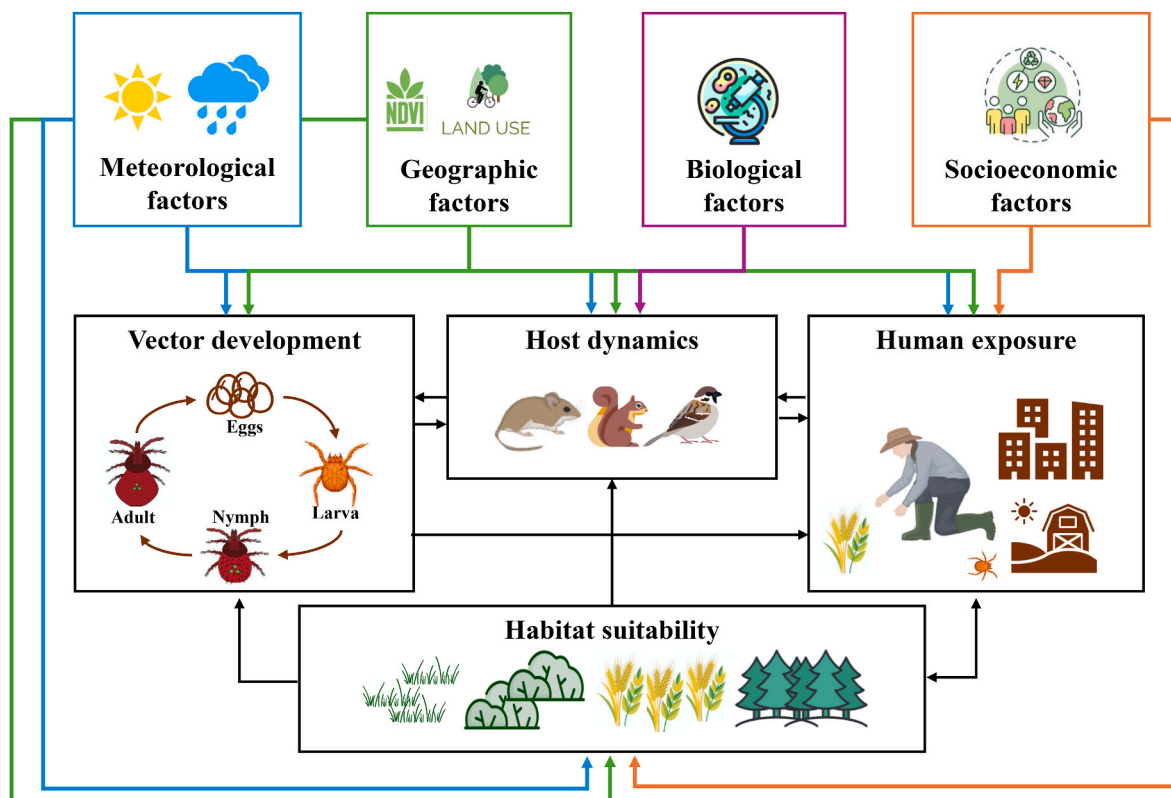 NDVI
LAND USE
Meteorological
factors
Geographic
factors
Biological
factors
Socioeconomic
factors
Vector development
Eggs
Adult
Nymph
Larva
Host dynamics
Human exposure
Habitat suitability